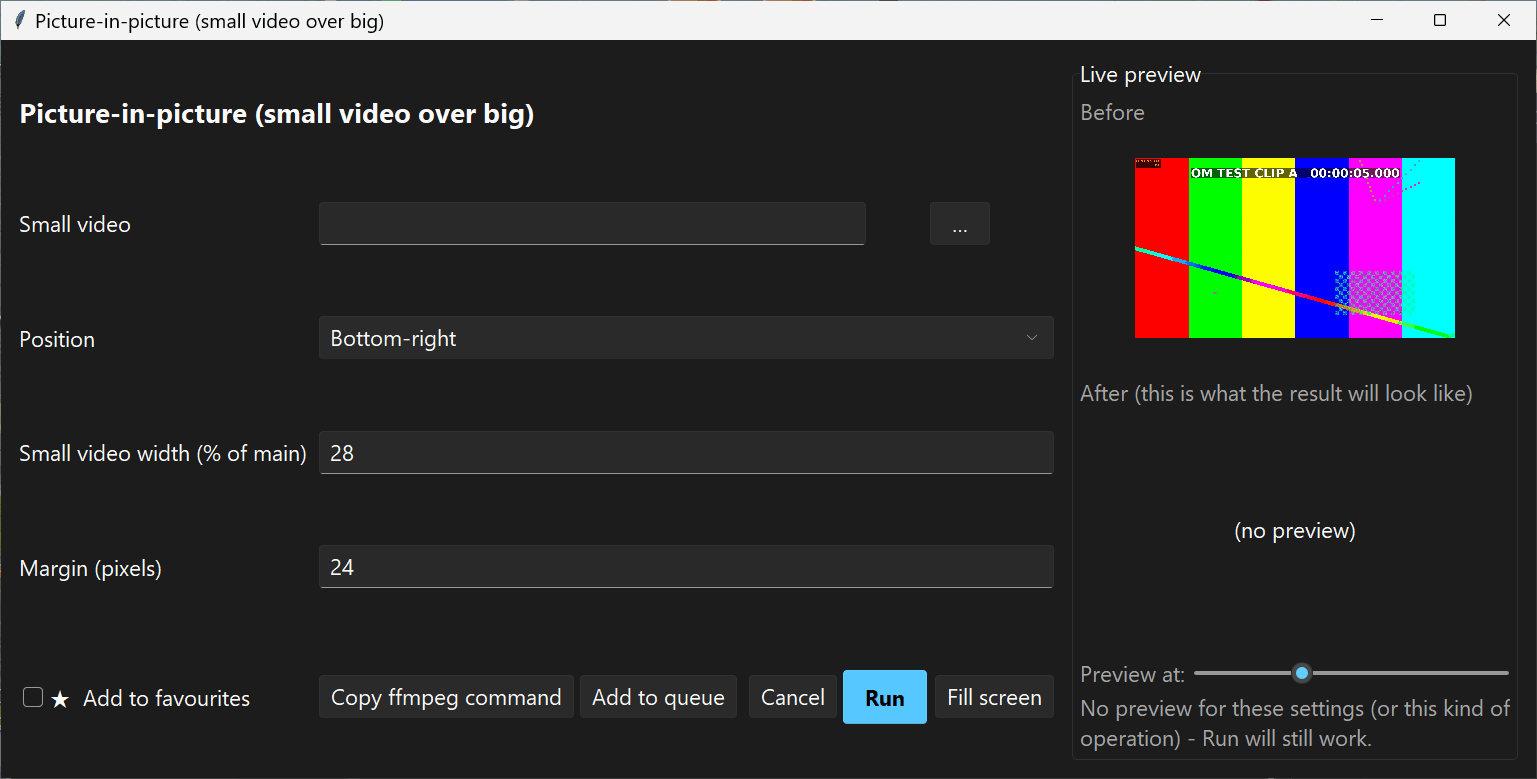 Picture-in-picture (small video over big)
Picture-in-picture (small video over big)
Small video
...
Position
Bottom-right
Small video width (% of main)
28
Margin (pixels)
24
★ Add to favourites
Copy ffmpeg command
Add to queue
Cancel
Run
Fill screen
Live preview
Before
OM TEST CLIP A 00:00:05.000
After (this is what the result will look like)
(no preview)
Preview at:
No preview for these settings (or this kind of
operation) - Run will still work.